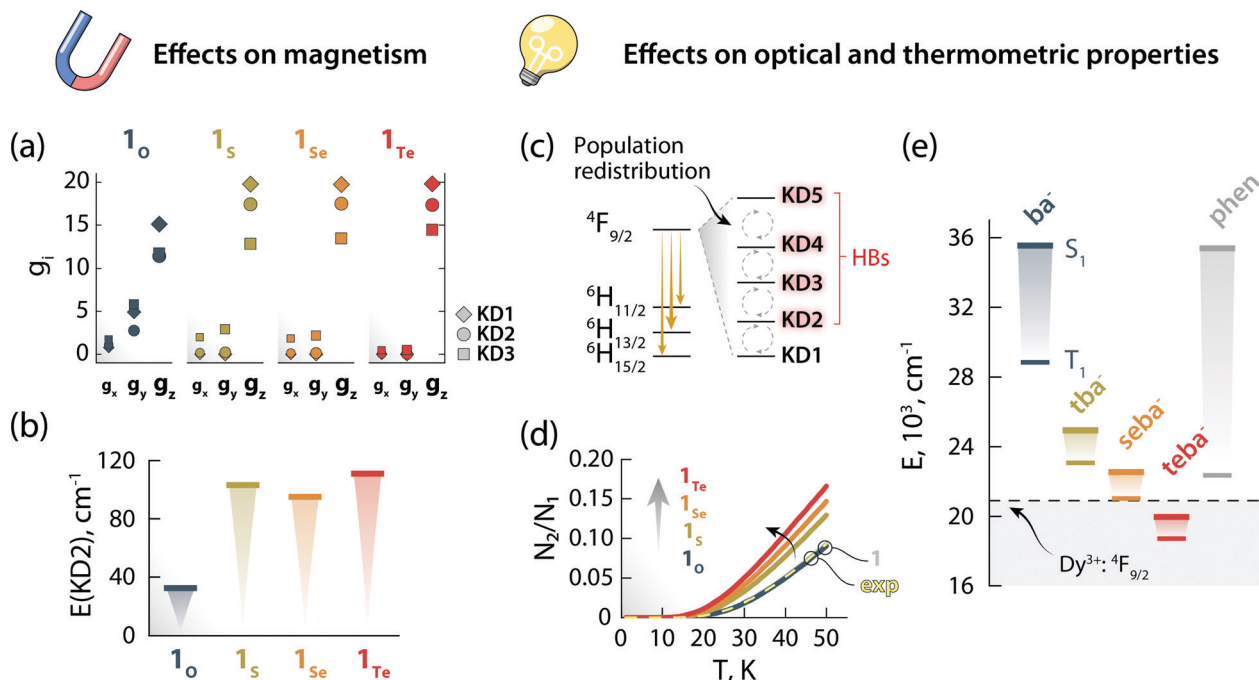 Effects on magnetism
Effects on optical and thermometric properties
(a)
1O
1S
1Se
1Te
20
15
10
5
0
gi
gx gy gz
gx gy gz
gx gy gz
gx gy gz
KD1
KD2
KD3
(b)
E(KD2), cm-1
120
80
40
0
1O
1S
1Se
1Te
(c)
Population
redistribution
4F9/2
6H11/2
6H13/2
6H15/2
KD5
KD4
KD3
KD2
KD1
HBs
(d)
N2/N1
0.20
0.15
0.10
0.05
0
1Te
1Se
1S
1O
1
exp
0 10 20 30 40 50
T, K
(e)
E, 10³, cm-1
36
32
28
24
20
16
ba-
S1
T1
tba-
seba-
teba-
phen
Dy3+: 4F9/2